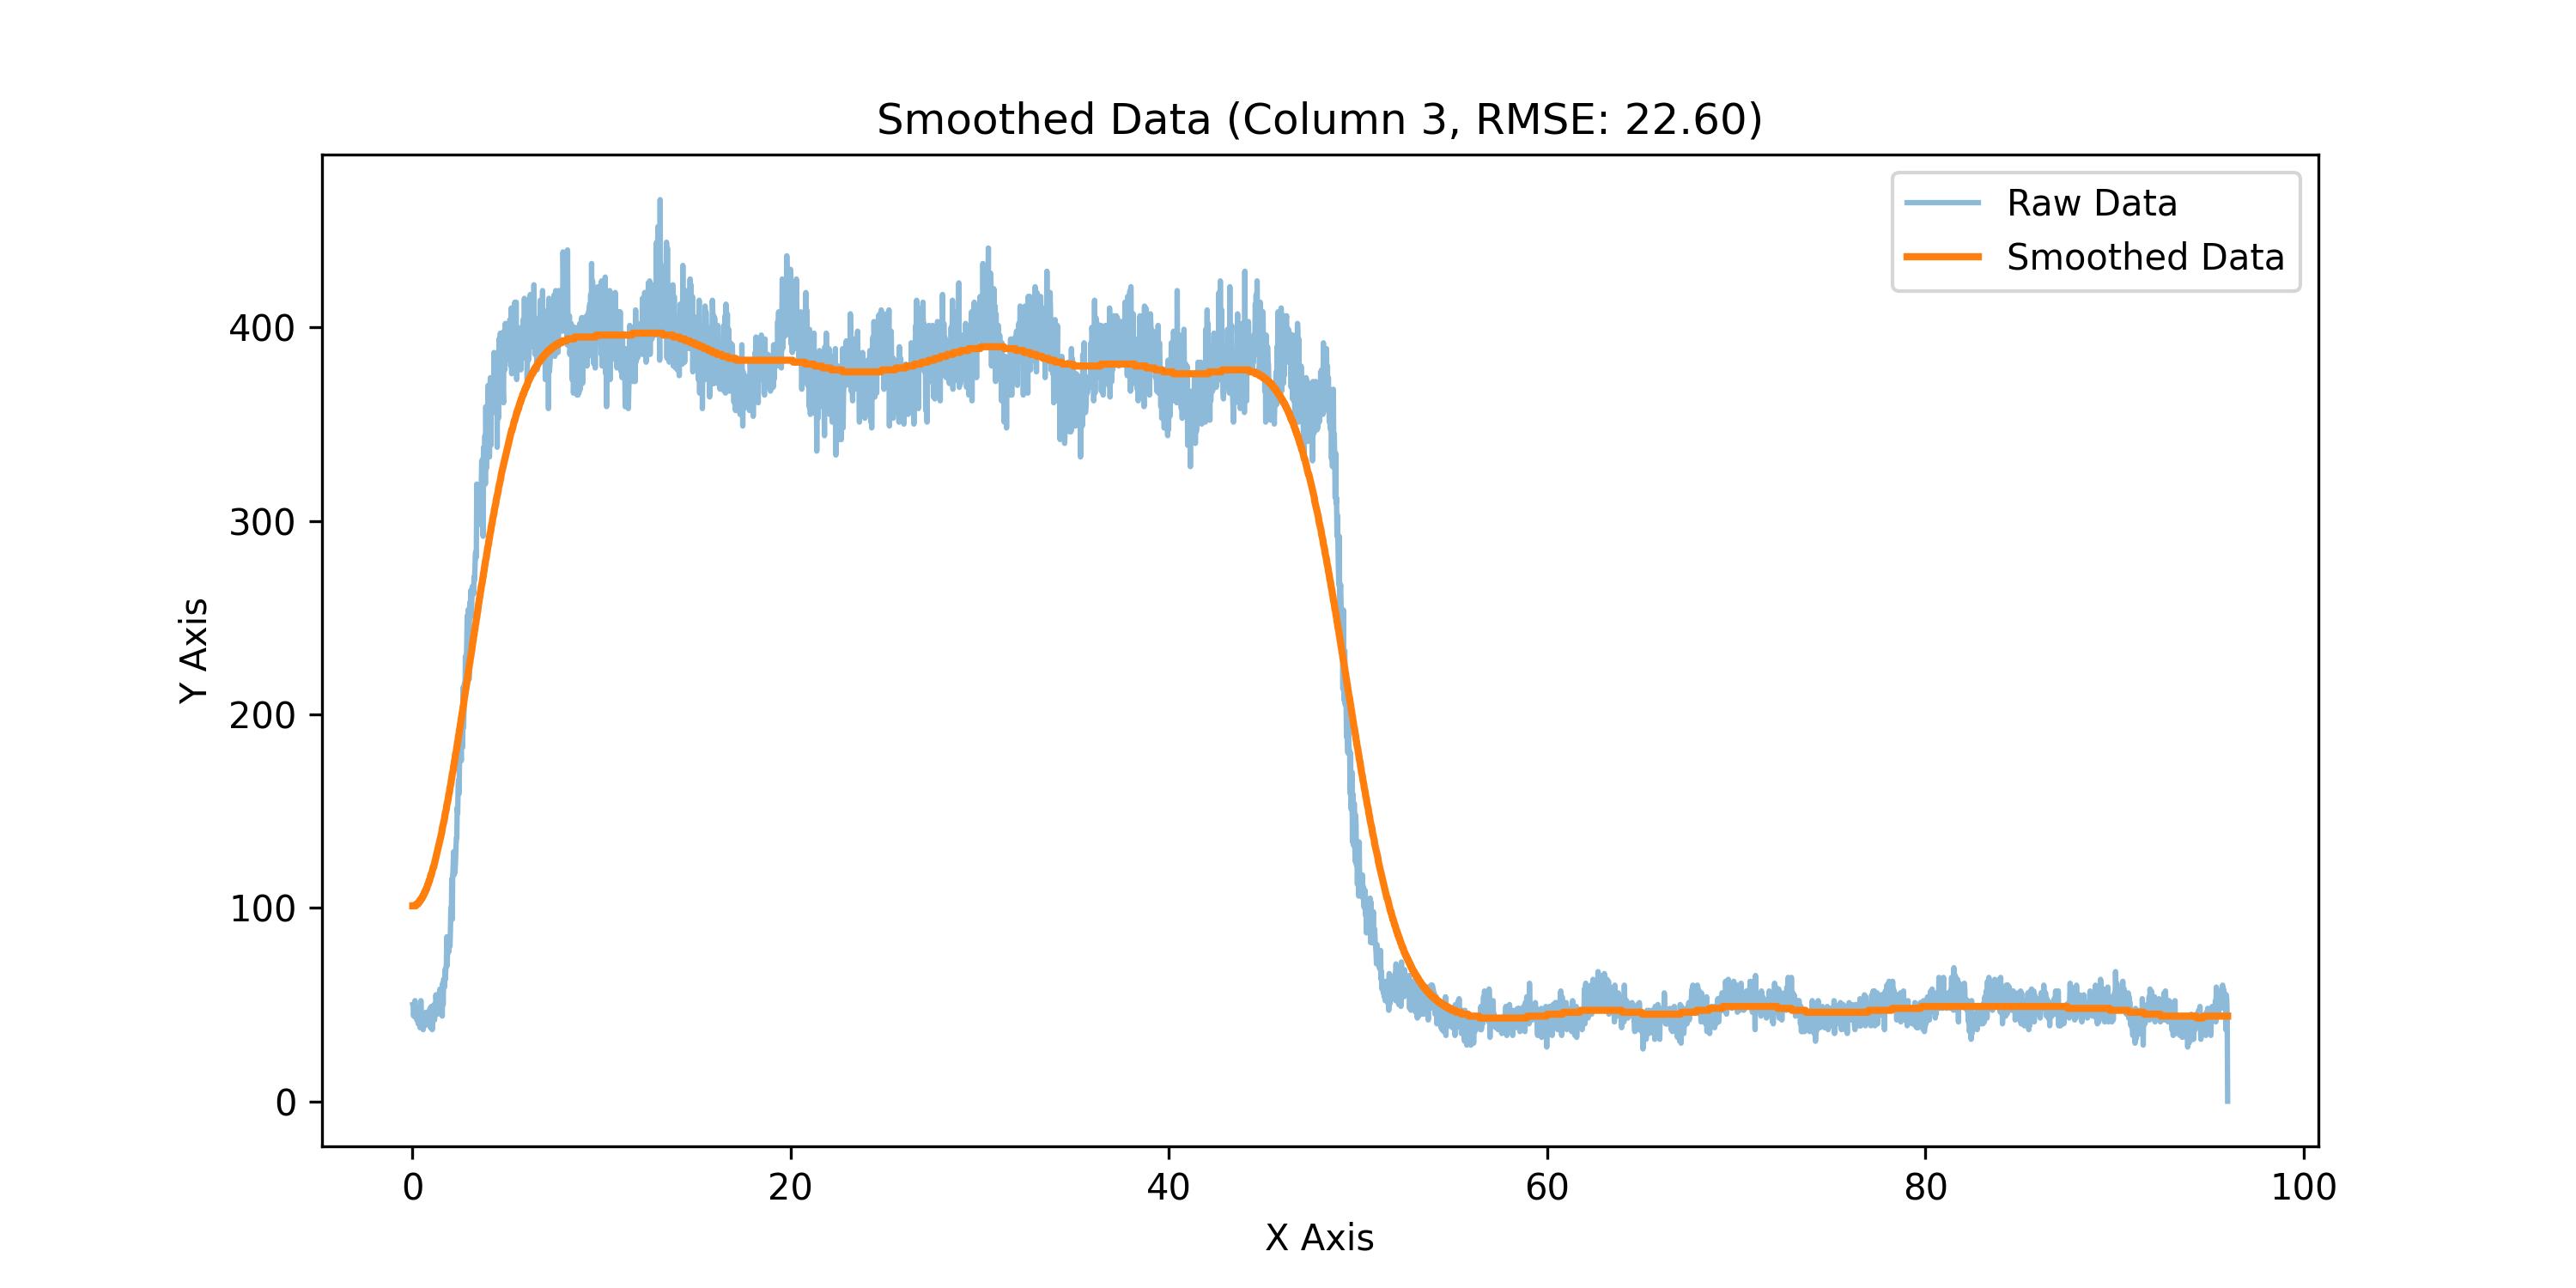 Smoothed Data (Column 3, RMSE: 22.60)
Raw Data
Smoothed Data
400
300
200
100
0
Y Axis
0 20 40 60 80 100
X Axis